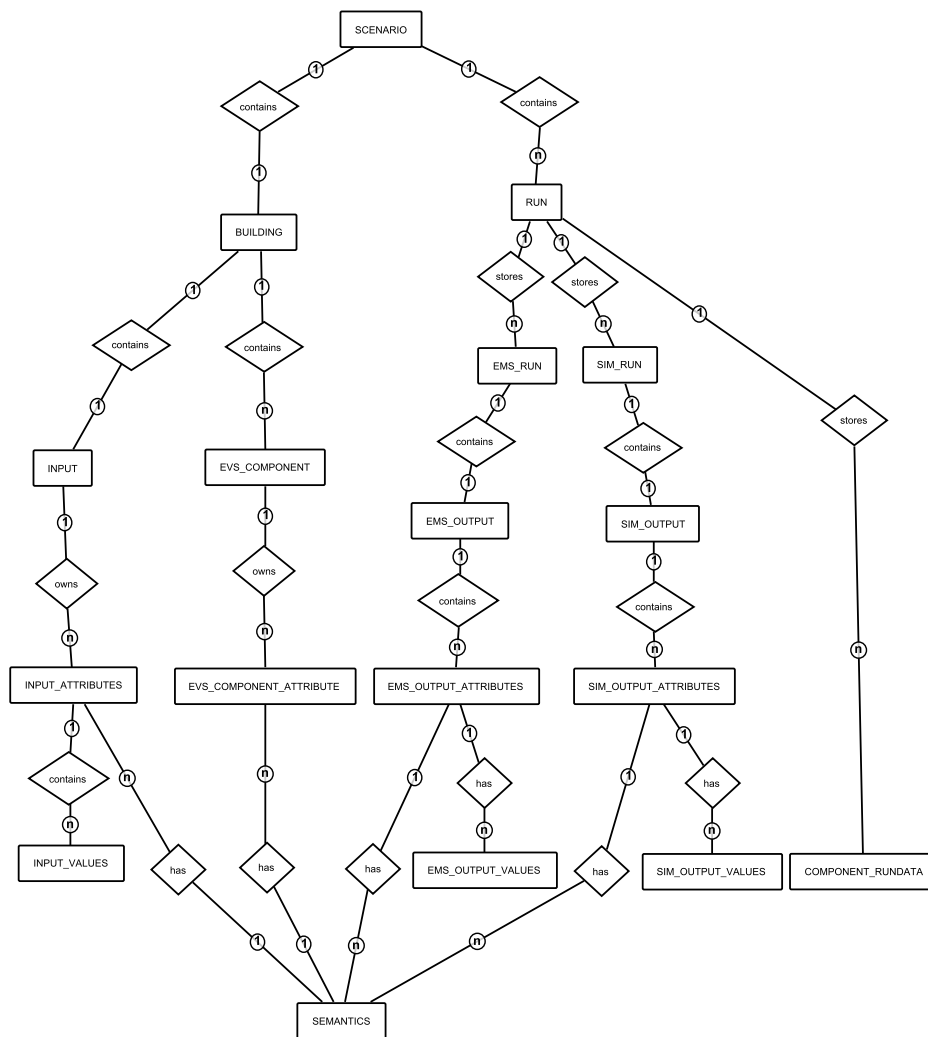 SCENARIO
1
1
contains
contains
1
n
RUN
BUILDING
1
1
stores
stores
1
1
1
n
n
contains
contains
EMS_RUN
SIM_RUN
1
1
1
n
stores
contains
contains
INPUT
EVS_COMPONENT
1
1
1
1
EMS_OUTPUT
SIM_OUTPUT
1
1
owns
owns
contains
contains
n
n
n
n
INPUT_ATTRIBUTES
EVS_COMPONENT_ATTRIBUTE
EMS_OUTPUT_ATTRIBUTES
SIM_OUTPUT_ATTRIBUTES
n
1
1
1
contains
n
n
1
1
has
has
n
n
n
INPUT_VALUES
has
has
has
has
EMS_OUTPUT_VALUES
SIM_OUTPUT_VALUES
COMPONENT_RUNDATA
1
1
n
n
SEMANTICS